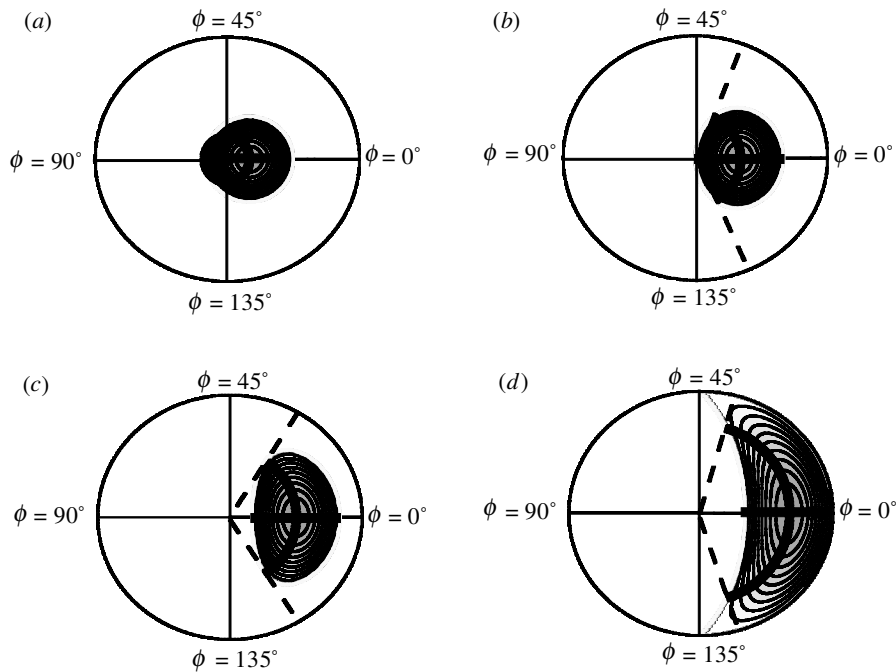 (a)
ϕ = 45°
ϕ = 90°
ϕ = 0°
ϕ = 135°
(b)
ϕ = 45°
ϕ = 90°
ϕ = 0°
ϕ = 135°
(c)
ϕ = 45°
ϕ = 90°
ϕ = 0°
ϕ = 135°
(d)
ϕ = 45°
ϕ = 90°
ϕ = 0°
ϕ = 135°